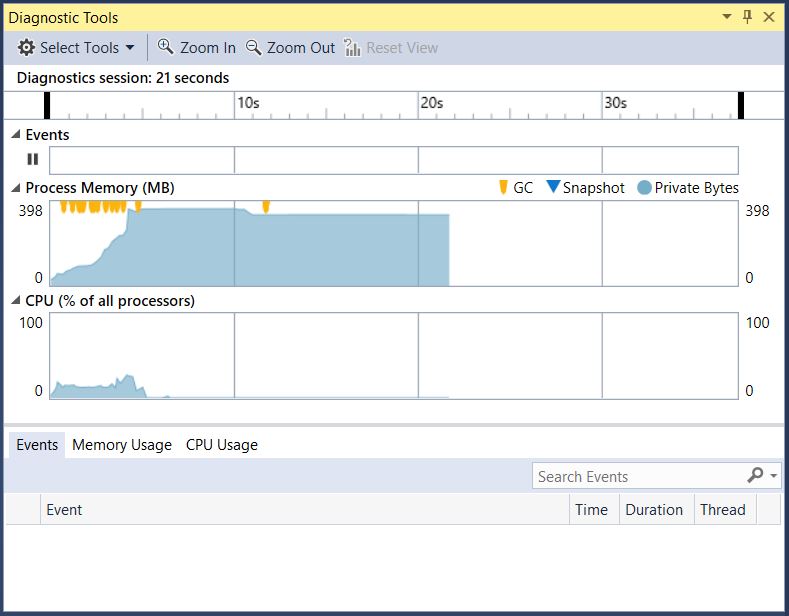 Diagnostic Tools
Select Tools Zoom In Zoom Out Reset View
Diagnostics session: 21 seconds
10s 20s 30s
Events
Process Memory (MB) GC Snapshot Private Bytes
398 398
0 0
CPU (% of all processors)
100 100
0 0
Events Memory Usage CPU Usage
Search Events
Event Time Duration Thread